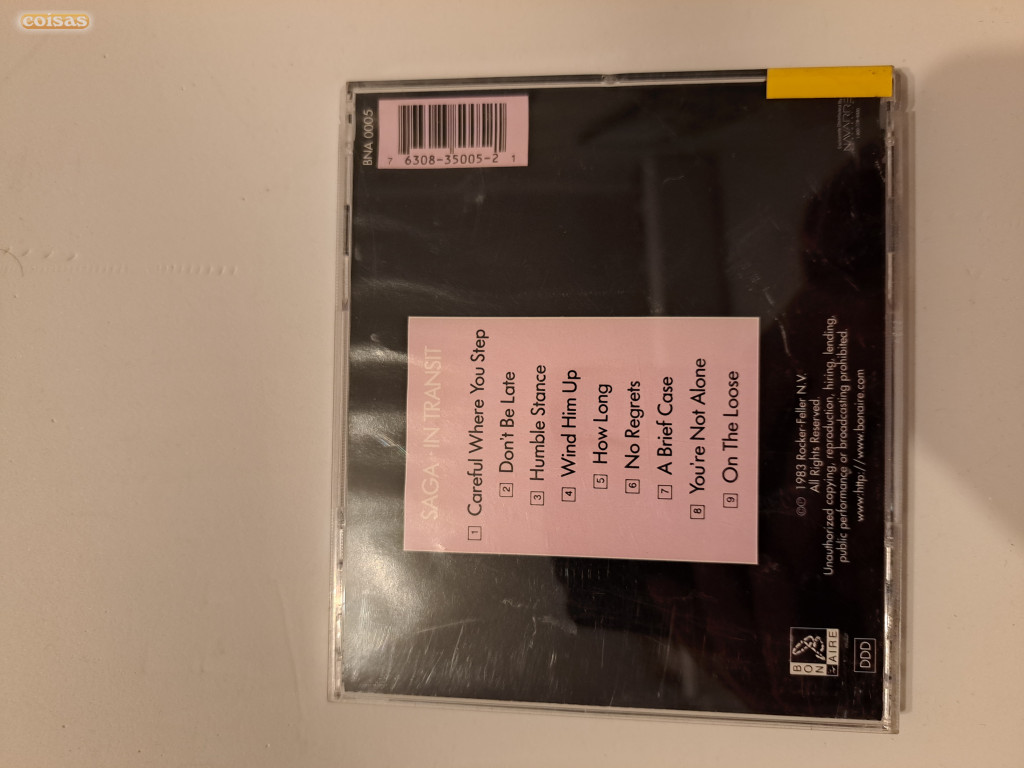 coisas
BNA 0005
7 6308-35005-2 1
SAGA • IN TRANSIT
1 Careful Where You Step
2 Don't Be Late
3 Humble Stance
4 Wind Him Up
5 How Long
6 No Regrets
7 A Brief Case
8 You're Not Alone
9 On The Loose
BON
AIRE
DDD
℗© 1983 Rocker-Feller N.V.
All Rights Reserved.
Unauthorized copying, reproduction, hiring, lending,
public performance or broadcasting prohibited.
www.http://www.bonaire.com
NAVARRE